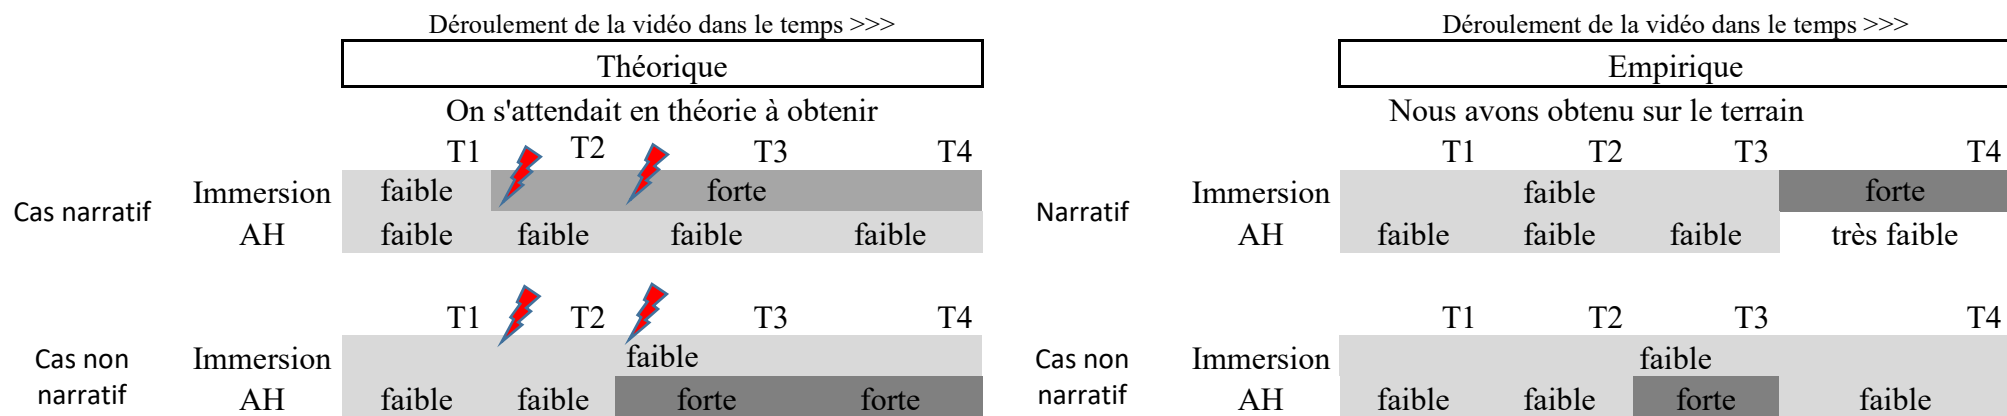 Déroulement de la vidéo dans le temps >>>
Théorique
On s'attendait en théorie à obtenir
T1 T2 T3 T4
Cas narratif
Immersion faible forte
AH faible faible faible faible
T1 T2 T3 T4
Cas non
narratif
Immersion faible
AH faible faible forte forte
Déroulement de la vidéo dans le temps >>>
Empirique
Nous avons obtenu sur le terrain
T1 T2 T3 T4
Narratif
Immersion faible forte
AH faible faible faible très faible
T1 T2 T3 T4
Cas non
narratif
Immersion faible
AH faible faible forte faible